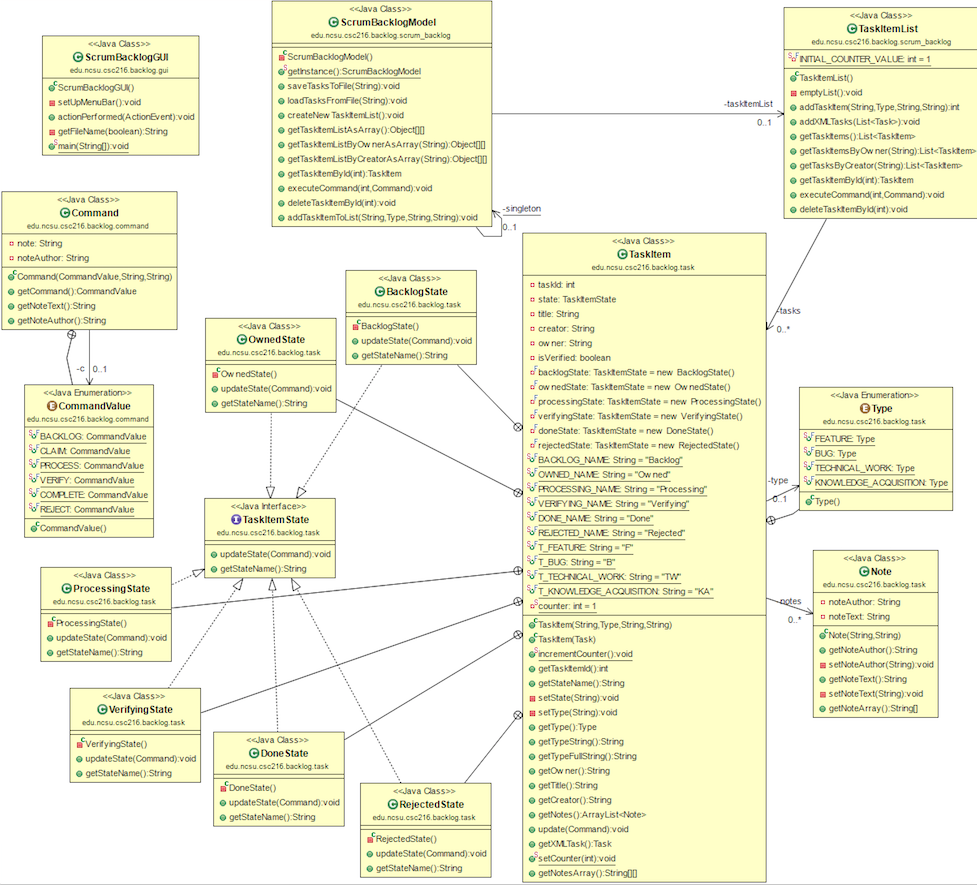 <<Java Class>>
ScrumBacklogGUI
edu.ncsu.csc216.backlog.gui
ScrumBacklogGUI()
setUpMenuBar():void
actionPerformed(ActionEvent):void
getFileName(boolean):String
main(String[]):void
<<Java Class>>
ScrumBacklogModel
edu.ncsu.csc216.backlog.scrum_backlog
ScrumBacklogModel()
getInstance():ScrumBacklogModel
saveTasksToFile(String):void
loadTasksFromFile(String):void
createNewTaskItemList():void
getTaskItemListAsArray():Object[][]
getTaskItemListByOwnerAsArray(String):Object[][]
getTaskItemListByCreatorAsArray(String):Object[][]
getTaskItemById(int):TaskItem
executeCommand(int,Command):void
deleteTaskItemById(int):void
addTaskItemToList(String,Type,String,String):void
-singleton
0..1
-taskItemList
0..1
<<Java Class>>
TaskItemList
edu.ncsu.csc216.backlog.scrum_backlog
INITIAL_COUNTER_VALUE: int = 1
TaskItemList()
emptyList():void
addTaskItem(String,Type,String,String):int
addXMLTasks(List<Task>):void
getTaskItems():List<TaskItem>
getTaskItemsByOwner(String):List<TaskItem>
getTasksByCreator(String):List<TaskItem>
getTaskItemById(int):TaskItem
executeCommand(int,Command):void
deleteTaskItemById(int):void
-tasks
0..*
<<Java Class>>
Command
edu.ncsu.csc216.backlog.command
note: String
noteAuthor: String
Command(CommandValue,String,String)
getCommand():CommandValue
getNoteText():String
getNoteAuthor():String
-c
0..1
<<Java Enumeration>>
CommandValue
edu.ncsu.csc216.backlog.command
BACKLOG: CommandValue
CLAIM: CommandValue
PROCESS: CommandValue
VERIFY: CommandValue
COMPLETE: CommandValue
REJECT: CommandValue
CommandValue()
<<Java Class>>
BacklogState
edu.ncsu.csc216.backlog.task
BacklogState()
updateState(Command):void
getStateName():String
<<Java Class>>
OwnedState
edu.ncsu.csc216.backlog.task
OwnedState()
updateState(Command):void
getStateName():String
<<Java Interface>>
TaskItemState
edu.ncsu.csc216.backlog.task
updateState(Command):void
getStateName():String
<<Java Class>>
ProcessingState
edu.ncsu.csc216.backlog.task
ProcessingState()
updateState(Command):void
getStateName():String
<<Java Class>>
VerifyingState
edu.ncsu.csc216.backlog.task
VerifyingState()
updateState(Command):void
getStateName():String
<<Java Class>>
DoneState
edu.ncsu.csc216.backlog.task
DoneState()
updateState(Command):void
getStateName():String
<<Java Class>>
RejectedState
edu.ncsu.csc216.backlog.task
RejectedState()
updateState(Command):void
getStateName():String
<<Java Class>>
TaskItem
edu.ncsu.csc216.backlog.task
taskId: int
state: TaskItemState
title: String
creator: String
owner: String
isVerified: boolean
backlogState: TaskItemState = new BacklogState()
ownedState: TaskItemState = new OwnedState()
processingState: TaskItemState = new ProcessingState()
verifyingState: TaskItemState = new VerifyingState()
doneState: TaskItemState = new DoneState()
rejectedState: TaskItemState = new RejectedState()
BACKLOG_NAME: String = "Backlog"
OWNED_NAME: String = "Owned"
PROCESSING_NAME: String = "Processing"
VERIFYING_NAME: String = "Verifying"
DONE_NAME: String = "Done"
REJECTED_NAME: String = "Rejected"
T_FEATURE: String = "F"
T_BUG: String = "B"
T_TECHNICAL_WORK: String = "TW"
T_KNOWLEDGE_ACQUISITION: String = "KA"
counter: int = 1
TaskItem(String,Type,String,String)
TaskItem(Task)
incrementCounter():void
getTaskItemId():int
getStateName():String
setState(String):void
setType(String):void
getType():Type
getTypeString():String
getTypeFullString():String
getOwner():String
getTitle():String
getCreator():String
getNotes():ArrayList<Note>
update(Command):void
getXMLTask():Task
setCounter(int):void
getNotesArray():String[][]
-type
0..1
<<Java Enumeration>>
Type
edu.ncsu.csc216.backlog.task
FEATURE: Type
BUG: Type
TECHNICAL_WORK: Type
KNOWLEDGE_ACQUISITION: Type
Type()
-notes
0..*
<<Java Class>>
Note
edu.ncsu.csc216.backlog.task
noteAuthor: String
noteText: String
Note(String,String)
getNoteAuthor():String
setNoteAuthor(String):void
getNoteText():String
setNoteText(String):void
getNoteArray():String[]